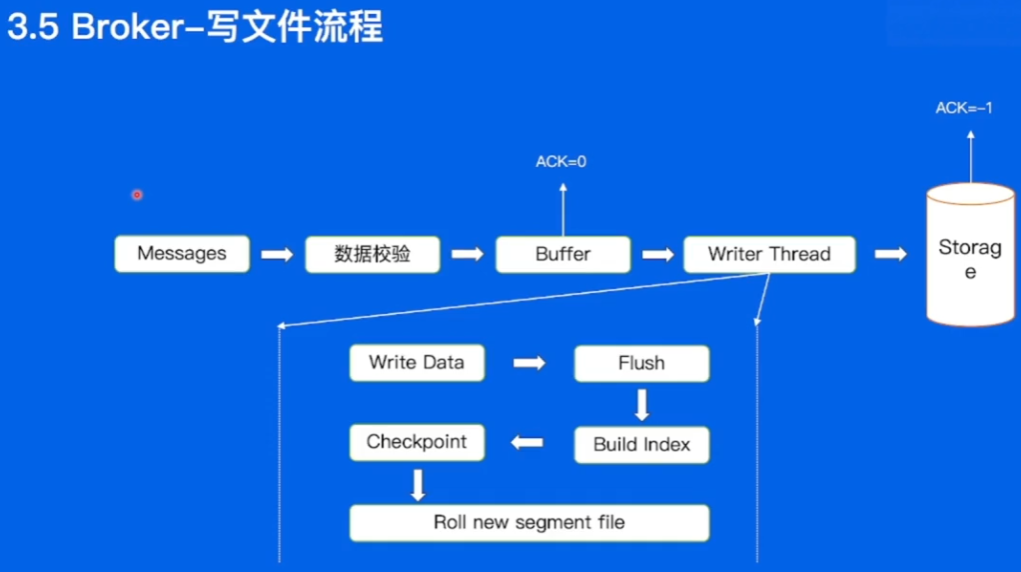 3.5 Broker-写文件流程
ACK=-1
ACK=0
Messages
数据校验
Buffer
Writer Thread
Storag
e
Write Data
Flush
Checkpoint
Build Index
Roll new segment file